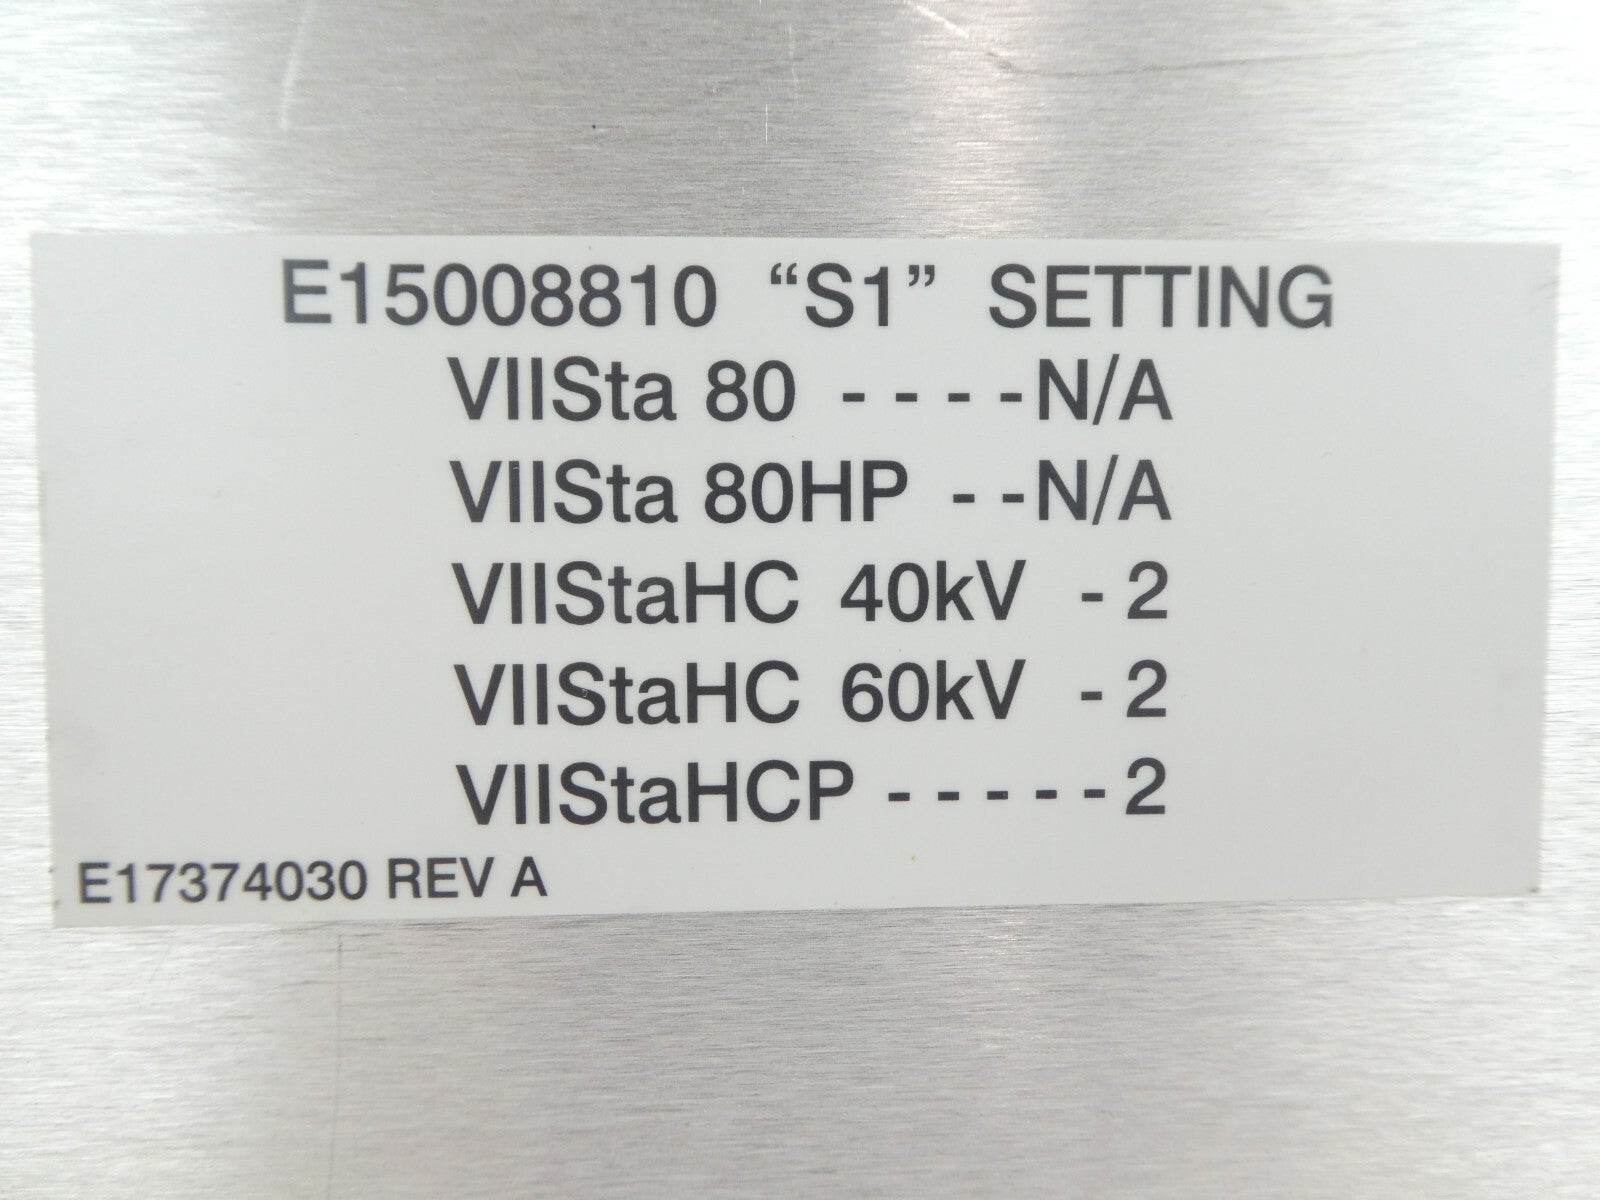 E15008810 “S1” SETTING
VIISta 80 - - - -N/A
VIISta 80HP - -N/A
VIIStaHC 40kV - 2
VIIStaHC 60kV - 2
VIIStaHCP - - - - - 2
E17374030 REV A